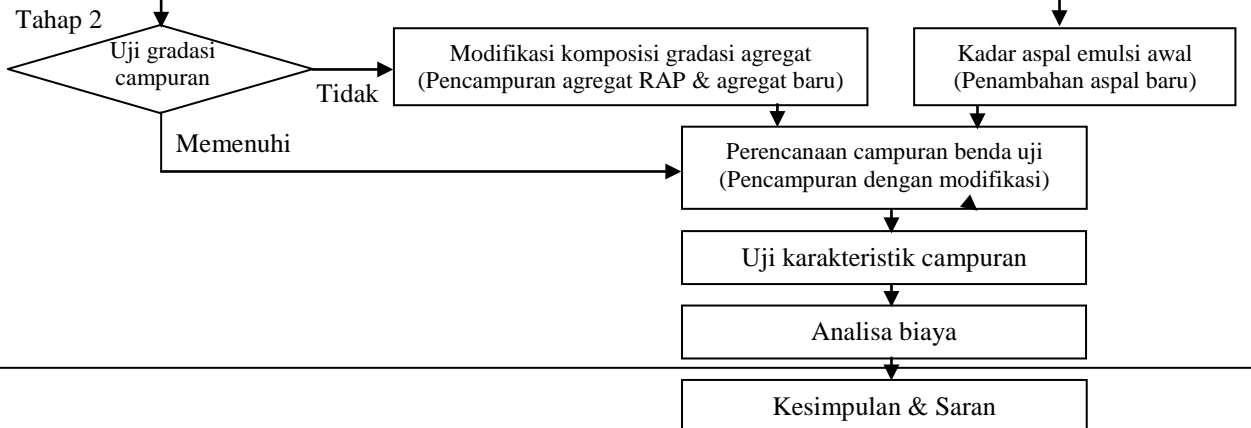 Tahap 2
Uji gradasi
campuran
Tidak
Memenuhi
Modifikasi komposisi gradasi agregat
(Pencampuran agregat RAP & agregat baru)
Kadar aspal emulsi awal
(Penambahan aspal baru)
Perencanaan campuran benda uji
(Pencampuran dengan modifikasi)
Uji karakteristik campuran
Analisa biaya
Kesimpulan & Saran